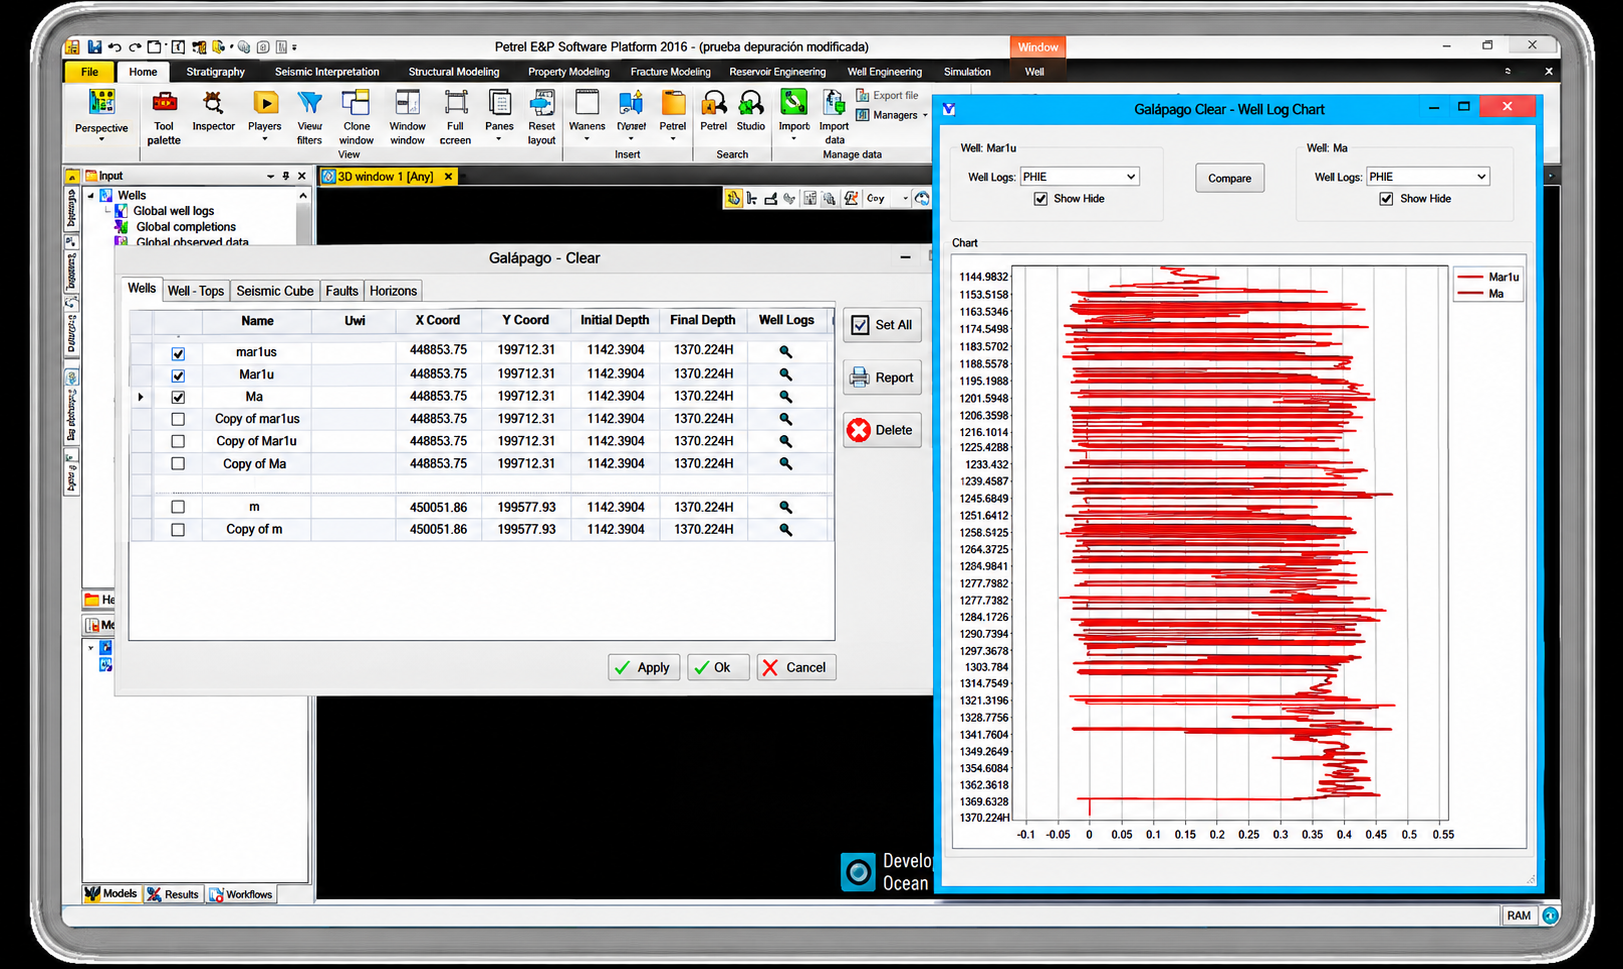 Petrel E&P Software Platform 2016 - (prueba depuración modificada)
Window
File Home Stratigraphy Seismic Interpretation Structural Modeling Property Modeling Fracture Modeling Reservoir Engineering Well Engineering Simulation Well
Perspective
Tool palette
Inspector
Players
View filters
Clone window
Window window
Full screen
Panes
Reset layout
Wanens
Petrel
Petrel
Studio
Import
Import data
Export file
Managers
View
Insert
Search
Manage data
Input
3D window 1 [Any]
Wells
Global well logs
Global completions
Global observed data
Coy
Galápago - Clear
Wells Well - Tops Seismic Cube Faults Horizons
Name Uwi X Coord Y Coord Initial Depth Final Depth Well Logs
mar1us 448853.75 199712.31 1142.3904 1370.224H
Mar1u 448853.75 199712.31 1142.3904 1370.224H
Ma 448853.75 199712.31 1142.3904 1370.224H
Copy of mar1us 448853.75 199712.31 1142.3904 1370.224H
Copy of Mar1u 448853.75 199712.31 1142.3904 1370.224H
Copy of Ma 448853.75 199712.31 1142.3904 1370.224H
m 450051.86 199577.93 1142.3904 1370.224H
Copy of m 450051.86 199577.93 1142.3904 1370.224H
Set All
Report
Delete
Apply Ok Cancel
He
Mo
Models Results Workflows
Develo
Ocean
Galápago Clear - Well Log Chart
Well: Mar1u
Well Logs: PHIE
Show Hide
Compare
Well: Ma
Well Logs: PHIE
Show Hide
Chart
1144.9832
1153.5158
1163.5346
1174.5498
1183.5702
1188.5578
1195.1988
1201.5948
1206.3598
1216.1014
1225.4288
1233.432
1239.4587
1245.6849
1251.6412
1258.5425
1264.3725
1284.9841
1277.7382
1277.7382
1284.1726
1290.7394
1297.3678
1303.784
1314.7549
1321.3196
1328.7756
1341.7604
1349.2649
1354.6084
1362.3618
1369.6328
1370.224H
-0.1 -0.05 0 0.05 0.1 0.15 0.2 0.25 0.3 0.35 0.4 0.45 0.5 0.55
Mar1u
Ma
RAM